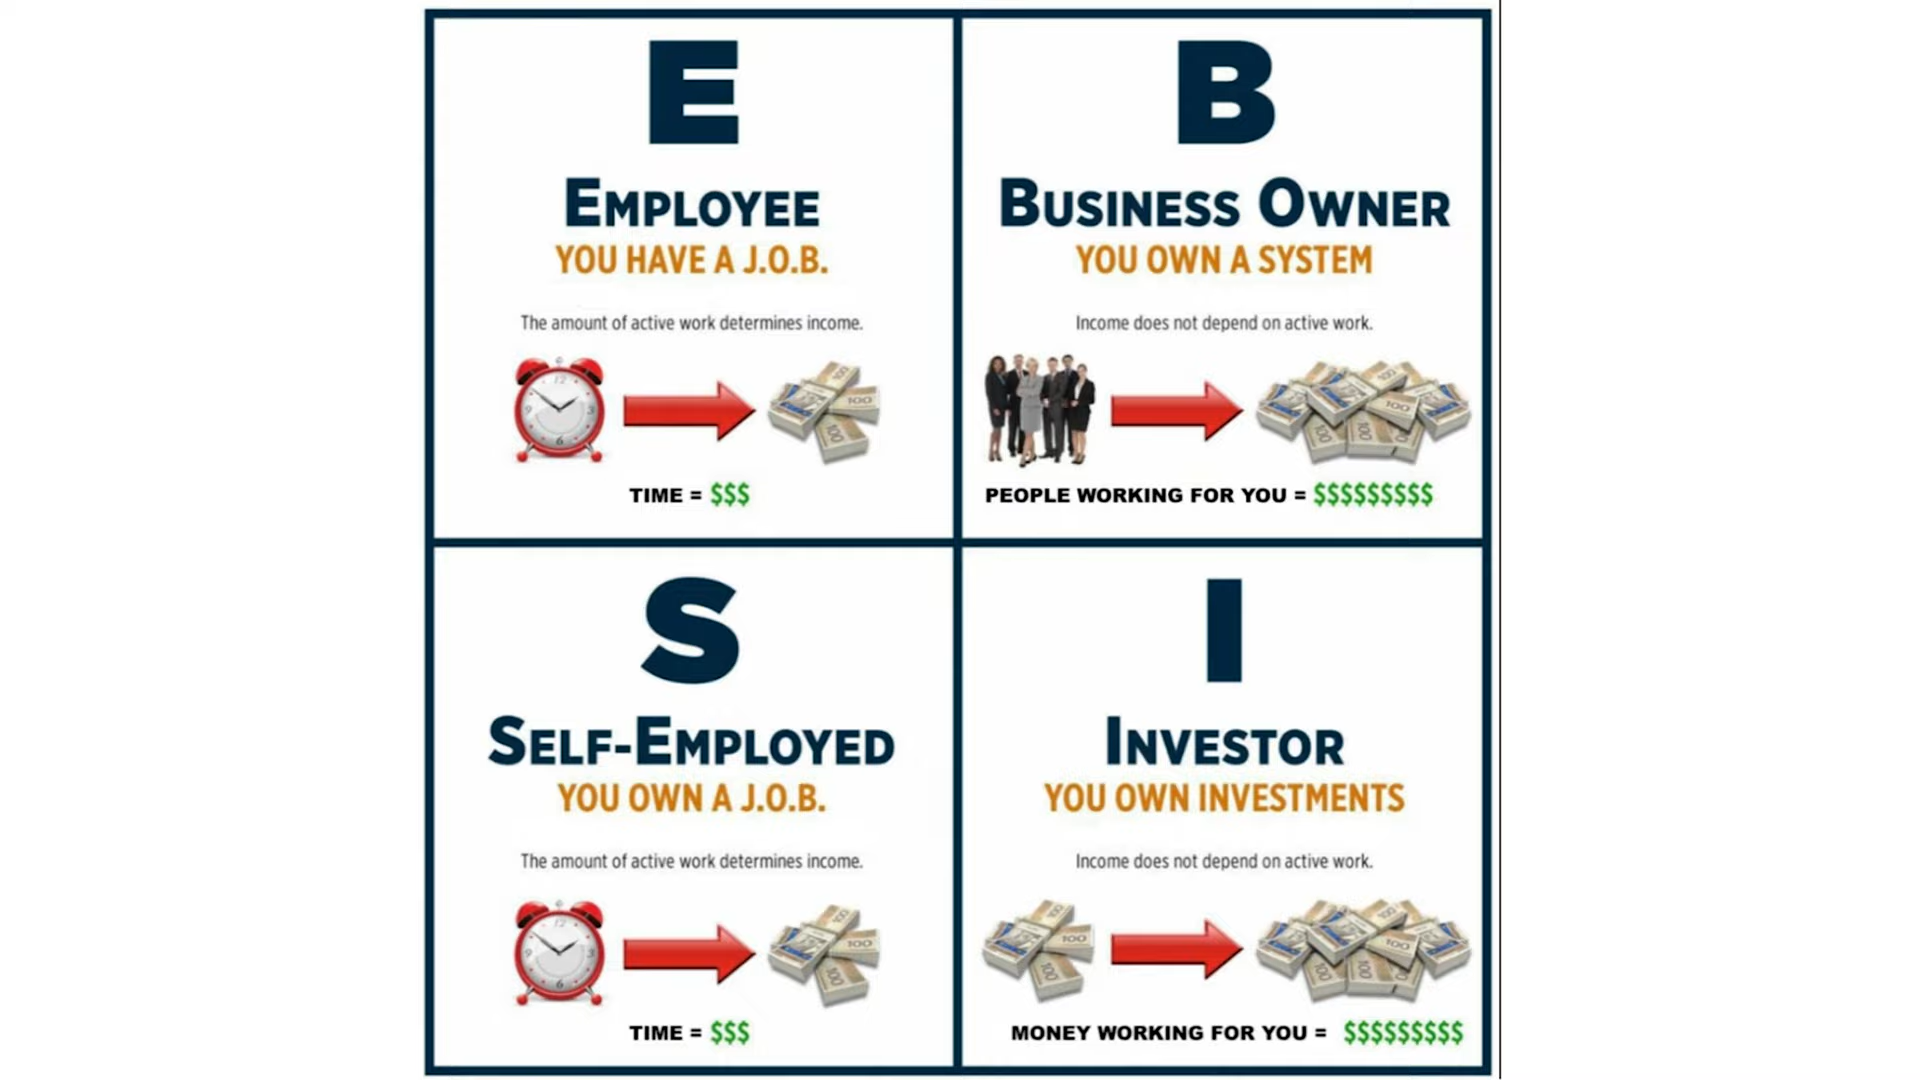 E
EMPLOYEE
YOU HAVE A J.O.B.
The amount of active work determines income.
TIME = $$$
B
BUSINESS OWNER
YOU OWN A SYSTEM
Income does not depend on active work.
PEOPLE WORKING FOR YOU = $$$$$$$$$
S
SELF-EMPLOYED
YOU OWN A J.O.B.
The amount of active work determines income.
TIME = $$$
I
INVESTOR
YOU OWN INVESTMENTS
Income does not depend on active work.
MONEY WORKING FOR YOU = $$$$$$$$$